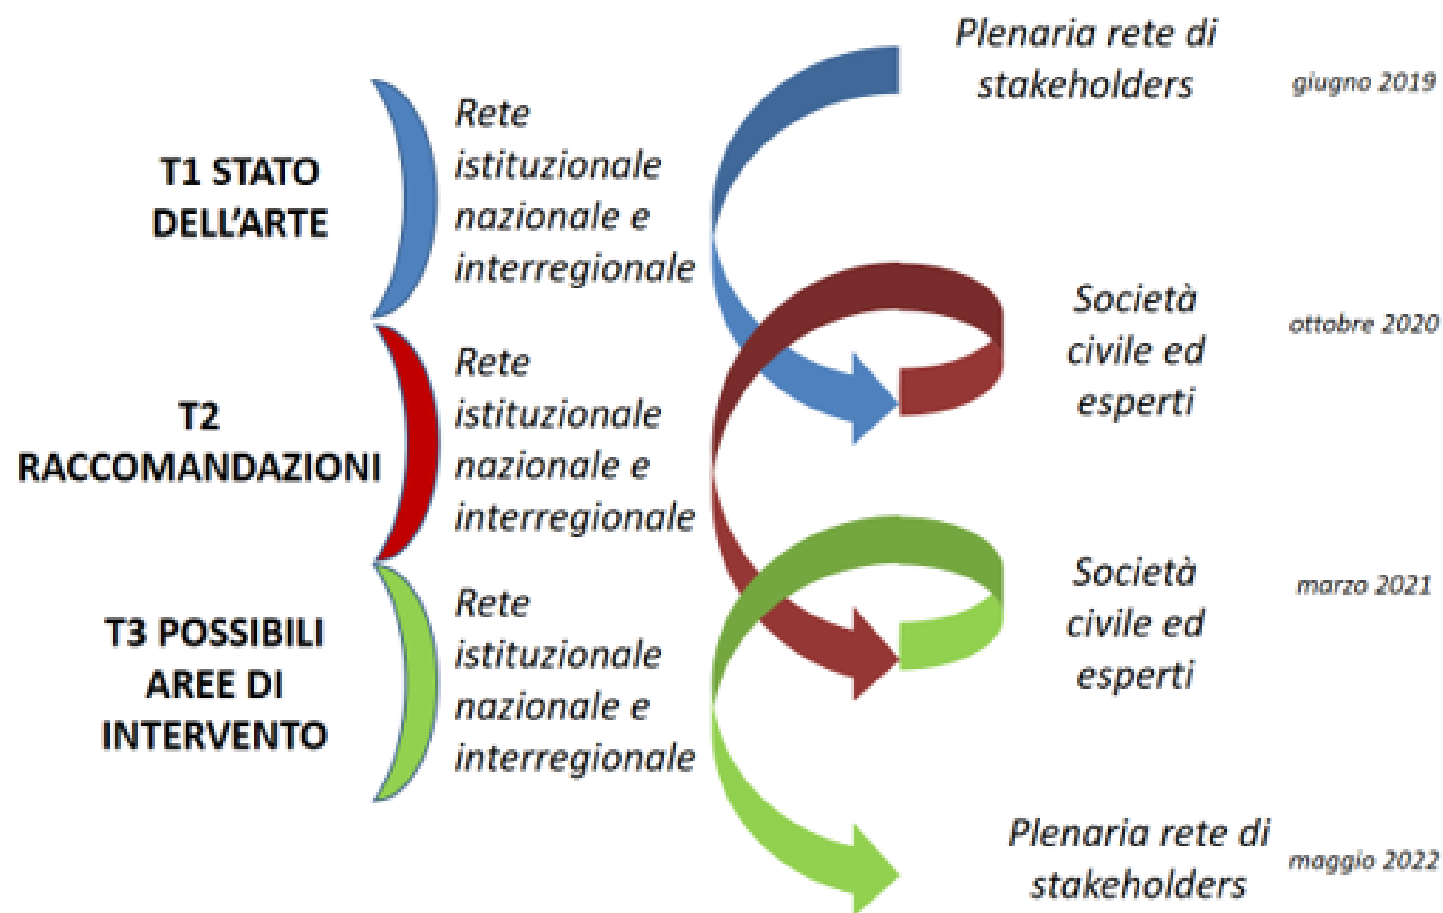 Plenaria rete di
stakeholders
giugno 2019
T1 STATO
DELL'ARTE
Rete
istituzionale
nazionale e
interregionale
Società
civile ed
esperti
ottobre 2020
T2
RACCOMANDAZIONI
Rete
istituzionale
nazionale e
interregionale
Società
civile ed
esperti
marzo 2021
T3 POSSIBILI
AREE DI
INTERVENTO
Rete
istituzionale
nazionale e
interregionale
Plenaria rete di
stakeholders
maggio 2022